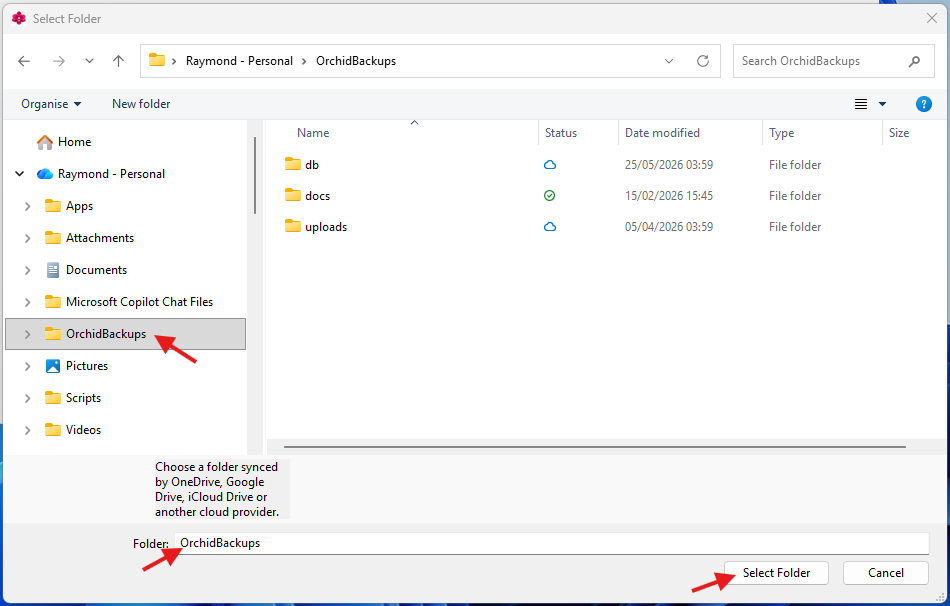 Select Folder
Raymond - Personal > OrchidBackups
Search OrchidBackups
Organise
New folder
Home
Raymond - Personal
Apps
Attachments
Documents
Microsoft Copilot Chat Files
OrchidBackups
Pictures
Scripts
Videos
Name Status Date modified Type Size
db 25/05/2026 03:59 File folder
docs 15/02/2026 15:45 File folder
uploads 05/04/2026 03:59 File folder
Choose a folder synced
by OneDrive, Google
Drive, iCloud Drive or
another cloud provider.
Folder: OrchidBackups
Select Folder
Cancel